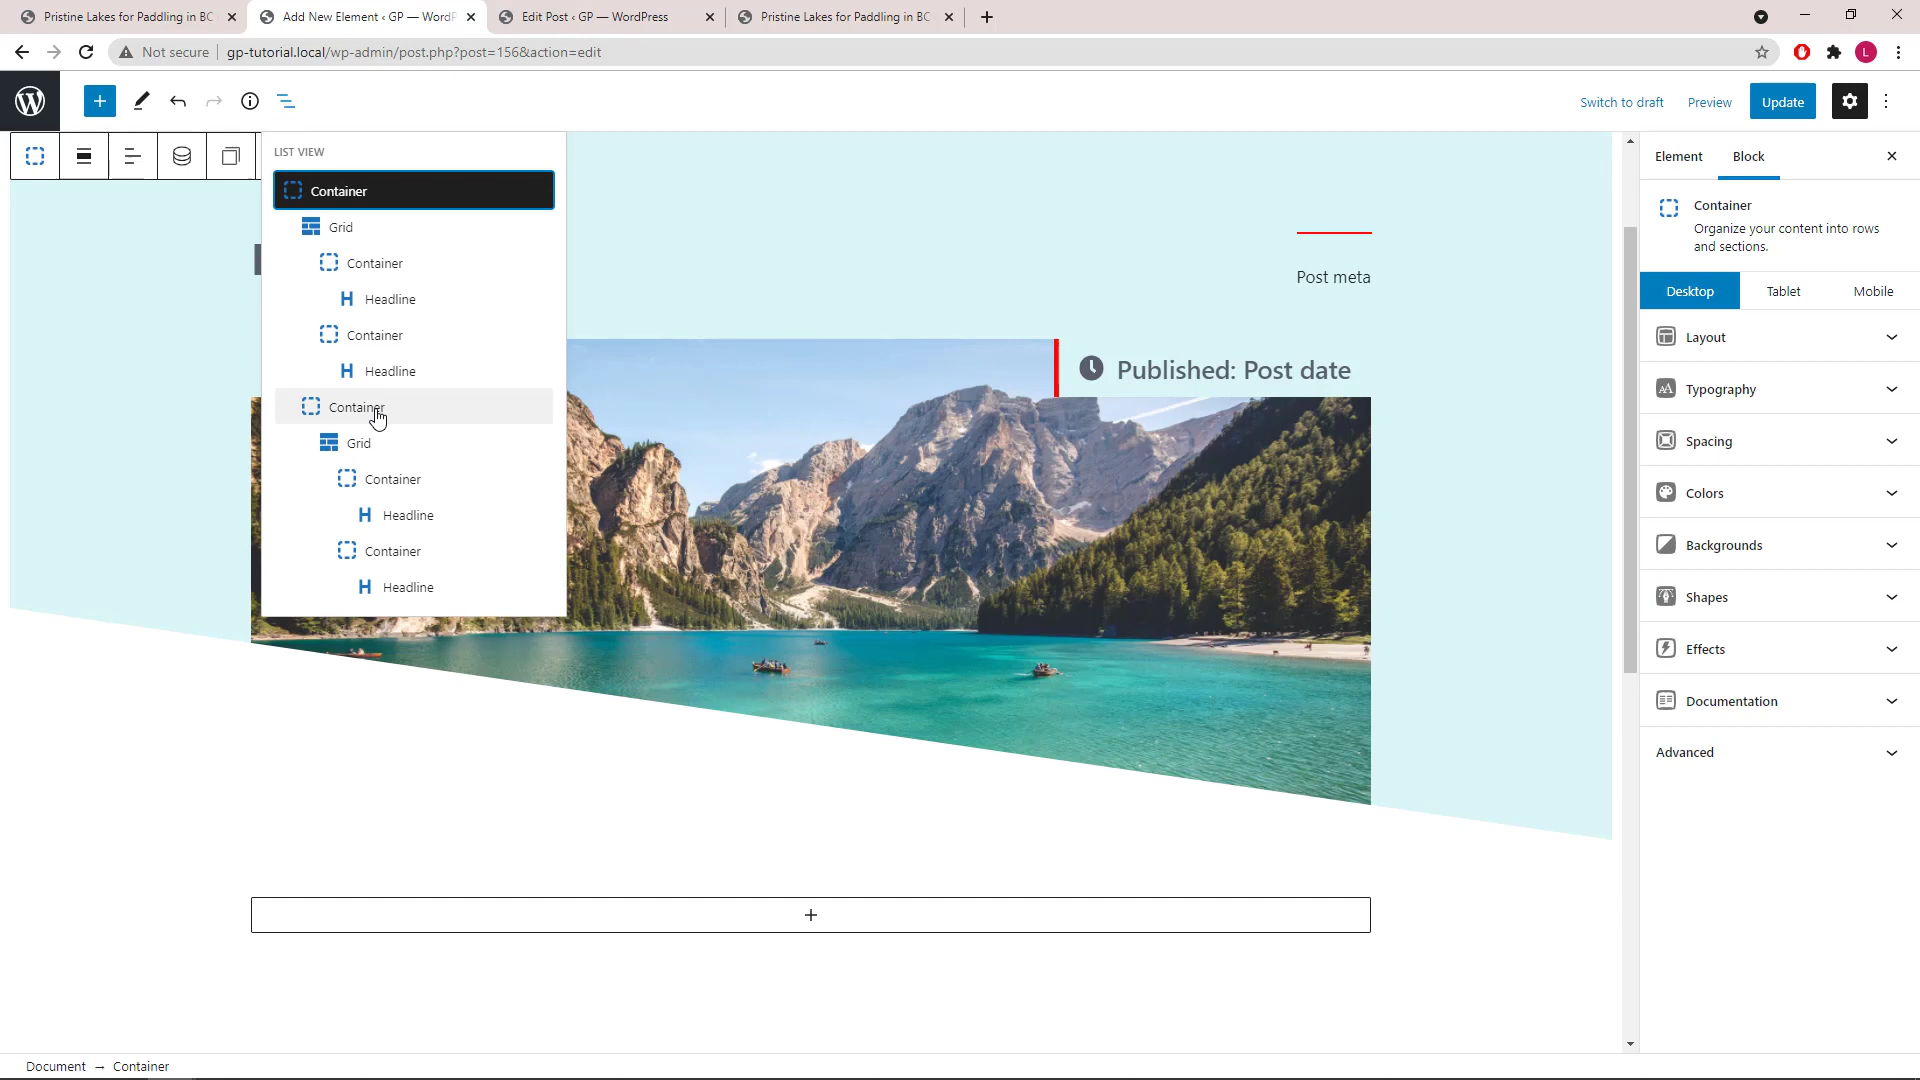 Pristine Lakes for Paddling in BC
Add New Element ‹ GP — WordP
Edit Post ‹ GP — WordPress
Pristine Lakes for Paddling in BC
Not secure
gp-tutorial.local/wp-admin/post.php?post=156&action=edit
L
Switch to draft
Preview
Update
LIST VIEW
Container
Grid
Container
Headline
Container
Headline
Container
Grid
Container
Headline
Container
Headline
Post meta
Published: Post date
Element
Block
Container
Organize your content into rows
and sections.
Desktop
Tablet
Mobile
Layout
Typography
Spacing
Colors
Backgrounds
Shapes
Effects
Documentation
Advanced
Document → Container